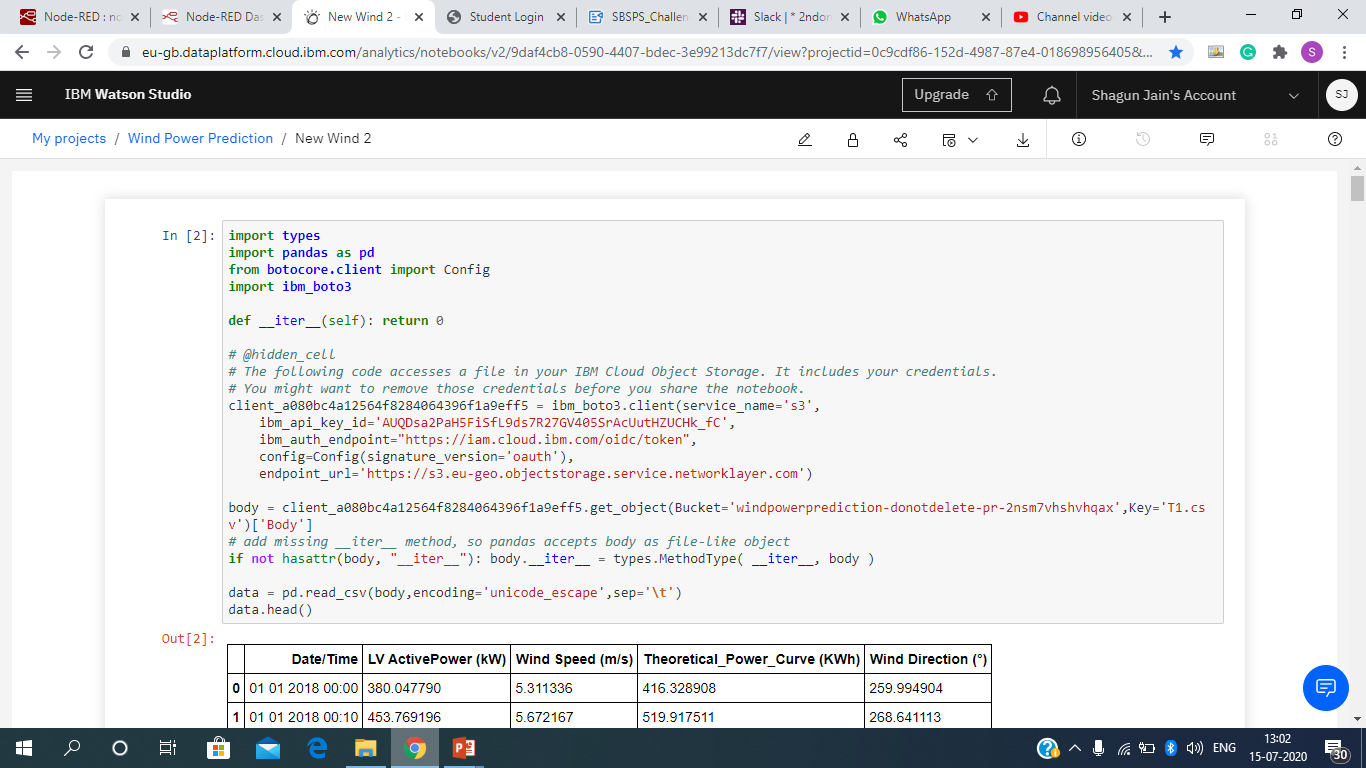 Node-RED : no
Node-RED Das
New Wind 2 -
Student Login
SBSPS_Challen
Slack | * 2ndor
WhatsApp
Channel video
eu-gb.dataplatform.cloud.ibm.com/analytics/notebooks/v2/9daf4cb8-0590-4407-bdec-3e99213dc7f7/view?projectid=0c9cdf86-152d-4987-87e4-018698956405&...
S
IBM Watson Studio
Upgrade
Shagun Jain's Account
SJ
My projects / Wind Power Prediction / New Wind 2
In [2]:
import types
import pandas as pd
from botocore.client import Config
import ibm_boto3
def __iter__(self): return 0
# @hidden_cell
# The following code accesses a file in your IBM Cloud Object Storage. It includes your credentials.
# You might want to remove those credentials before you share the notebook.
client_a080bc4a12564f8284064396f1a9eff5 = ibm_boto3.client(service_name='s3',
ibm_api_key_id='AUQDsa2PaH5FiSfL9ds7R27GV405SrAcUutHZUCHk_fC',
ibm_auth_endpoint="https://iam.cloud.ibm.com/oidc/token",
config=Config(signature_version='oauth'),
endpoint_url='https://s3.eu-geo.objectstorage.service.networklayer.com')
body = client_a080bc4a12564f8284064396f1a9eff5.get_object(Bucket='windpowerprediction-donotdelete-pr-2nsm7vhshvhqax',Key='T1.cs
v')['Body']
# add missing __iter__ method, so pandas accepts body as file-like object
if not hasattr(body, "__iter__"): body.__iter__ = types.MethodType( __iter__, body )
data = pd.read_csv(body,encoding='unicode_escape',sep='\t')
data.head()
Out[2]:
Date/Time LV ActivePower (kW) Wind Speed (m/s) Theoretical_Power_Curve (KWh) Wind Direction (°)
0 01 01 2018 00:00 380.047790 5.311336 416.328908 259.994904
1 01 01 2018 00:10 453.769196 5.672167 519.917511 268.641113
ENG
13:02
15-07-2020
30